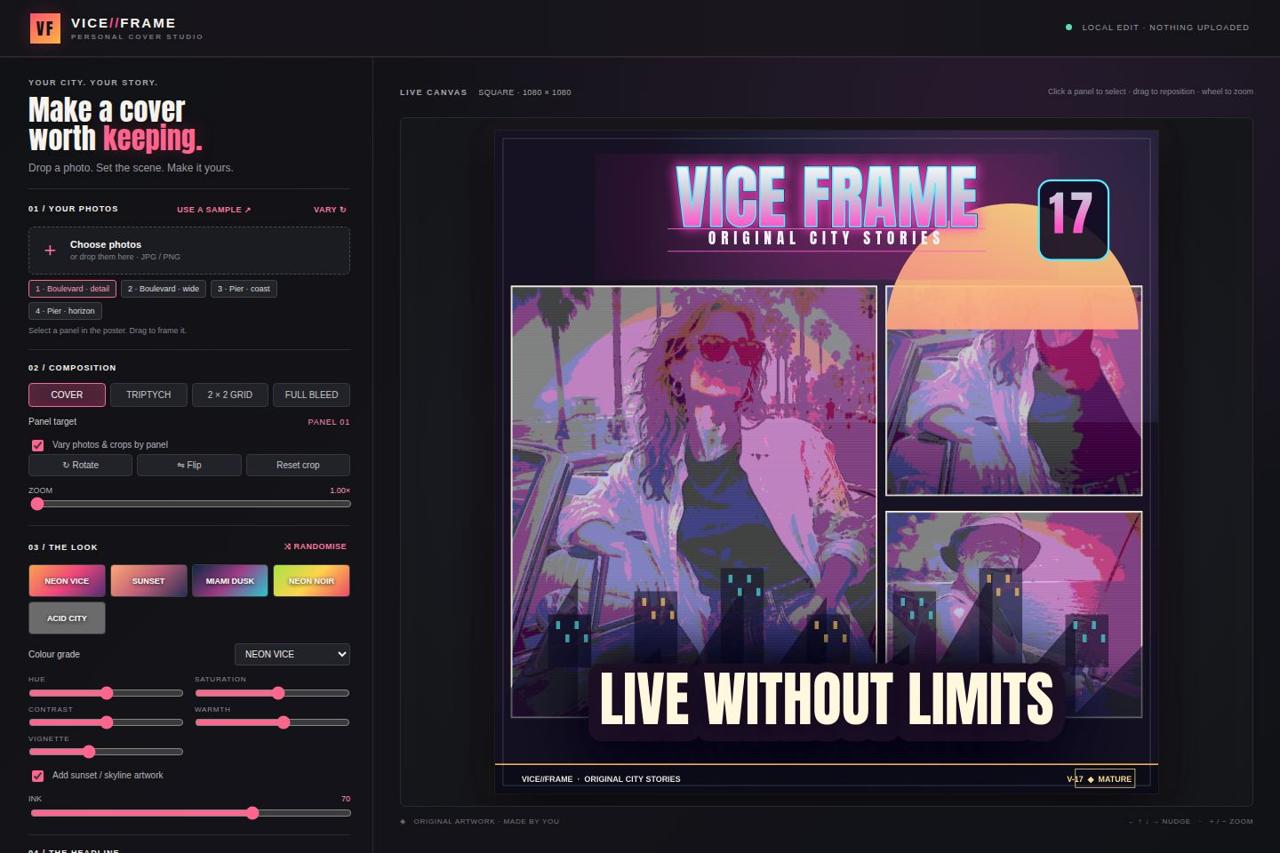 VF
VICE//FRAME
PERSONAL COVER STUDIO
LOCAL EDIT · NOTHING UPLOADED
YOUR CITY. YOUR STORY.
Make a cover
worth keeping.
Drop a photo. Set the scene. Make it yours.
01 / YOUR PHOTOS
USE A SAMPLE ↗
VARY ↻
+
Choose photos
or drop them here · JPG / PNG
1 · Boulevard · detail
2 · Boulevard · wide
3 · Pier · coast
4 · Pier · horizon
Select a panel in the poster. Drag to frame it.
02 / COMPOSITION
COVER
TRIPTYCH
2 × 2 GRID
FULL BLEED
Panel target
PANEL 01
Vary photos & crops by panel
↻ Rotate
⇋ Flip
Reset crop
ZOOM
1.00×
03 / THE LOOK
⤭ RANDOMISE
NEON VICE
SUNSET
MIAMI DUSK
NEON NOIR
ACID CITY
Colour grade
NEON VICE
HUE
SATURATION
CONTRAST
WARMTH
VIGNETTE
Add sunset / skyline artwork
INK
70
04 / THE HEADLINE
LIVE CANVAS
SQUARE · 1080 × 1080
Click a panel to select · drag to reposition · wheel to zoom
VICE FRAME
ORIGINAL CITY STORIES
17
LIVE WITHOUT LIMITS
VICE//FRAME · ORIGINAL CITY STORIES
V-17 ◆ MATURE
◈ ORIGINAL ARTWORK · MADE BY YOU
← ↑ ↓ → NUDGE · + / − ZOOM